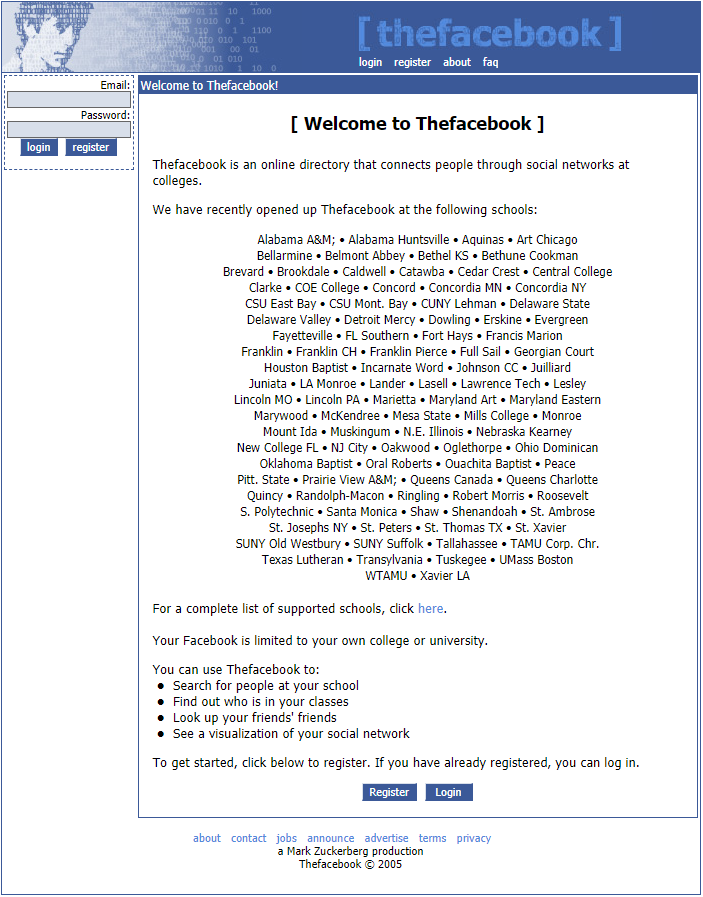 [ thefacebook ]
login register about faq
Email:
Password:
login register
Welcome to Thefacebook!
[ Welcome to Thefacebook ]
Thefacebook is an online directory that connects people through social networks at
colleges.
We have recently opened up Thefacebook at the following schools:
Alabama A&M; • Alabama Huntsville • Aquinas • Art Chicago
Bellarmine • Belmont Abbey • Bethel KS • Bethune Cookman
Brevard • Brookdale • Caldwell • Catawba • Cedar Crest • Central College
Clarke • COE College • Concord • Concordia MN • Concordia NY
CSU East Bay • CSU Mont. Bay • CUNY Lehman • Delaware State
Delaware Valley • Detroit Mercy • Dowling • Erskine • Evergreen
Fayetteville • FL Southern • Fort Hays • Francis Marion
Franklin • Franklin CH • Franklin Pierce • Full Sail • Georgian Court
Houston Baptist • Incarnate Word • Johnson CC • Juilliard
Juniata • LA Monroe • Lander • Lasell • Lawrence Tech • Lesley
Lincoln MO • Lincoln PA • Marietta • Maryland Art • Maryland Eastern
Marywood • McKendree • Mesa State • Mills College • Monroe
Mount Ida • Muskingum • N.E. Illinois • Nebraska Kearney
New College FL • NJ City • Oakwood • Oglethorpe • Ohio Dominican
Oklahoma Baptist • Oral Roberts • Ouachita Baptist • Peace
Pitt. State • Prairie View A&M; • Queens Canada • Queens Charlotte
Quincy • Randolph-Macon • Ringling • Robert Morris • Roosevelt
S. Polytechnic • Santa Monica • Shaw • Shenandoah • St. Ambrose
St. Josephs NY • St. Peters • St. Thomas TX • St. Xavier
SUNY Old Westbury • SUNY Suffolk • Tallahassee • TAMU Corp. Chr.
Texas Lutheran • Transylvania • Tuskegee • UMass Boston
WTAMU • Xavier LA
For a complete list of supported schools, click here.
Your Facebook is limited to your own college or university.
You can use Thefacebook to:
• Search for people at your school
• Find out who is in your classes
• Look up your friends' friends
• See a visualization of your social network
To get started, click below to register. If you have already registered, you can log in.
Register Login
about contact jobs announce advertise terms privacy
a Mark Zuckerberg production
Thefacebook © 2005